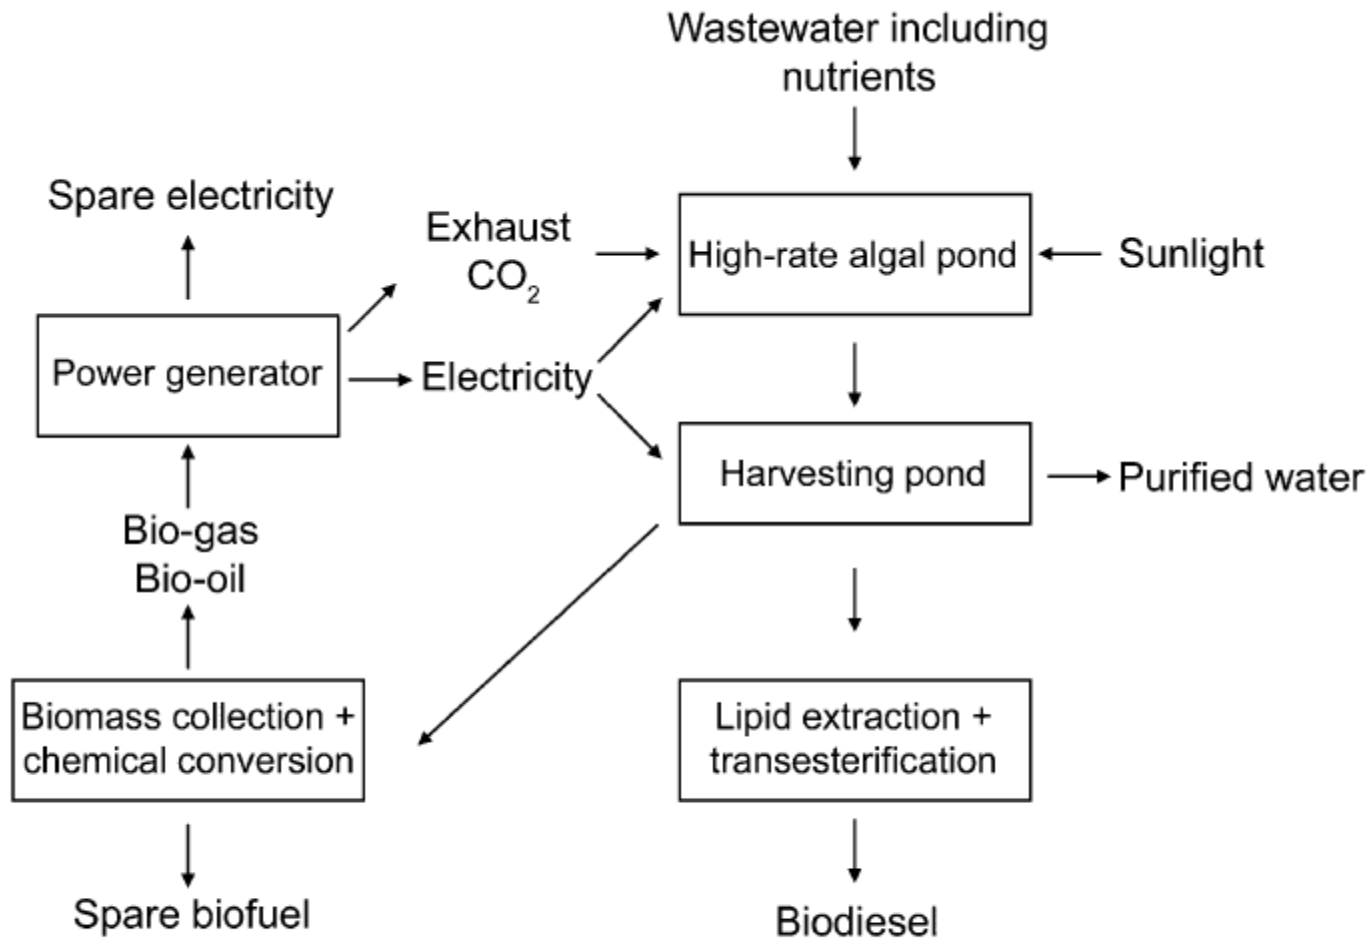 Wastewater including
nutrients
Spare electricity
Exhaust
CO₂
High-rate algal pond
Sunlight
Power generator
Electricity
Harvesting pond
Purified water
Bio-gas
Bio-oil
Biomass collection +
chemical conversion
Lipid extraction +
transesterification
Spare biofuel
Biodiesel